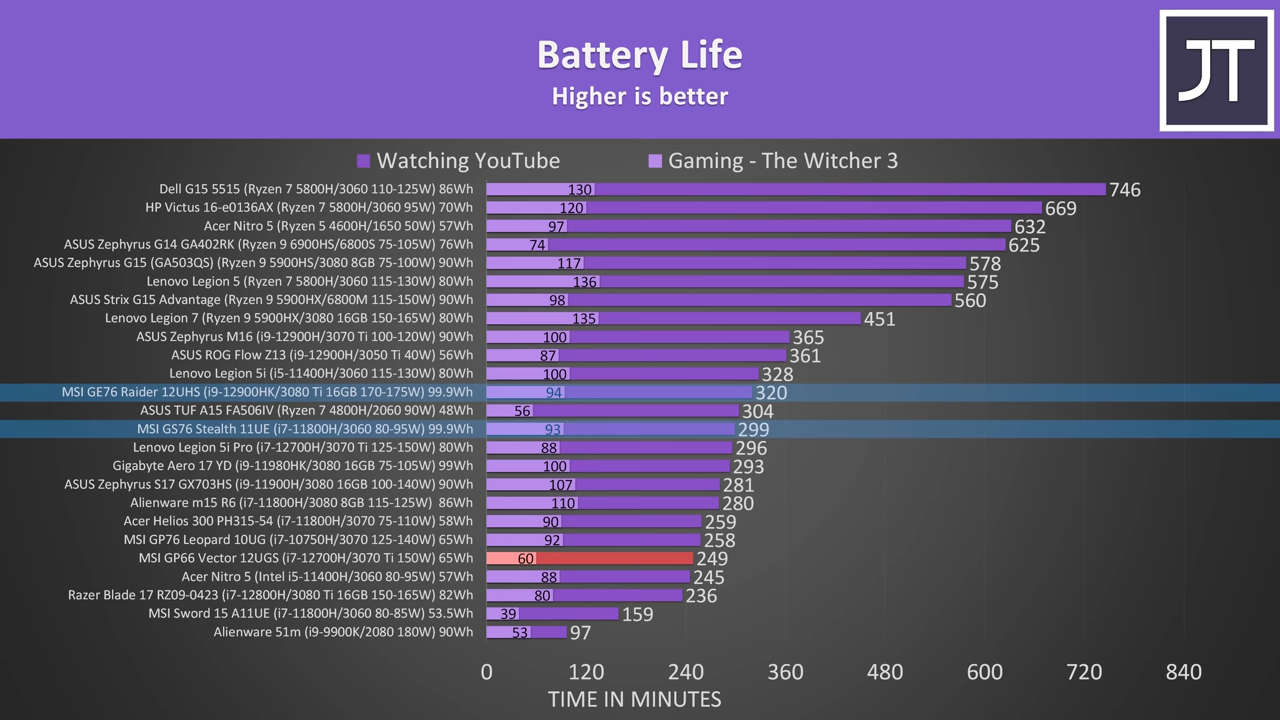 Battery Life
Higher is better
JT
Watching YouTube Gaming - The Witcher 3
Dell G15 5515 (Ryzen 7 5800H/3060 110-125W) 86Wh 130 746
HP Victus 16-e0136AX (Ryzen 7 5800H/3060 95W) 70Wh 120 669
Acer Nitro 5 (Ryzen 5 4600H/1650 50W) 57Wh 97 632
ASUS Zephyrus G14 GA402RK (Ryzen 9 6900HS/6800S 75-105W) 76Wh 74 625
ASUS Zephyrus G15 (GA503QS) (Ryzen 9 5900HS/3080 8GB 75-100W) 90Wh 117 578
Lenovo Legion 5 (Ryzen 7 5800H/3060 115-130W) 80Wh 136 575
ASUS Strix G15 Advantage (Ryzen 9 5900HX/6800M 115-150W) 90Wh 98 560
Lenovo Legion 7 (Ryzen 9 5900HX/3080 16GB 150-165W) 80Wh 135 451
ASUS Zephyrus M16 (i9-12900H/3070 Ti 100-120W) 90Wh 100 365
ASUS ROG Flow Z13 (i9-12900H/3050 Ti 40W) 56Wh 87 361
Lenovo Legion 5i (i5-11400H/3060 115-130W) 80Wh 100 328
MSI GE76 Raider 12UHS (i9-12900HK/3080 Ti 16GB 170-175W) 99.9Wh 94 320
ASUS TUF A15 FA506IV (Ryzen 7 4800H/2060 90W) 48Wh 56 304
MSI GS76 Stealth 11UE (i7-11800H/3060 80-95W) 99.9Wh 93 299
Lenovo Legion 5i Pro (i7-12700H/3070 Ti 125-150W) 80Wh 88 296
Gigabyte Aero 17 YD (i9-11980HK/3080 16GB 75-105W) 99Wh 100 293
ASUS Zephyrus S17 GX703HS (i9-11900H/3080 16GB 100-140W) 90Wh 107 281
Alienware m15 R6 (i7-11800H/3080 8GB 115-125W) 86Wh 110 280
Acer Helios 300 PH315-54 (i7-11800H/3070 75-110W) 58Wh 90 259
MSI GP76 Leopard 10UG (i7-10750H/3070 125-140W) 65Wh 92 258
MSI GP66 Vector 12UGS (i7-12700H/3070 Ti 150W) 65Wh 60 249
Acer Nitro 5 (Intel i5-11400H/3060 80-95W) 57Wh 88 245
Razer Blade 17 RZ09-0423 (i7-12800H/3080 Ti 16GB 150-165W) 82Wh 80 236
MSI Sword 15 A11UE (i7-11800H/3060 80-85W) 53.5Wh 39 159
Alienware 51m (i9-9900K/2080 180W) 90Wh 53 97
0 120 240 360 480 600 720 840
TIME IN MINUTES